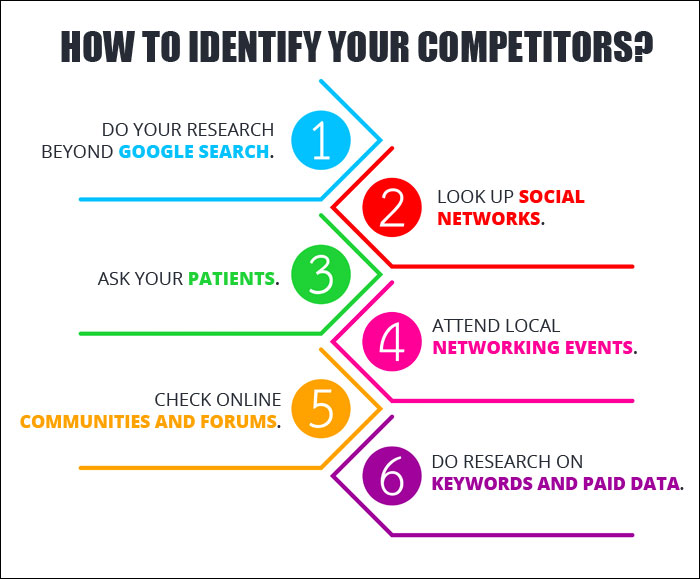 HOW TO IDENTIFY YOUR COMPETITORS?
1
DO YOUR RESEARCH
BEYOND GOOGLE SEARCH.
2
LOOK UP SOCIAL
NETWORKS.
3
ASK YOUR PATIENTS.
4
ATTEND LOCAL
NETWORKING EVENTS.
5
CHECK ONLINE
COMMUNITIES AND FORUMS.
6
DO RESEARCH ON
KEYWORDS AND PAID DATA.